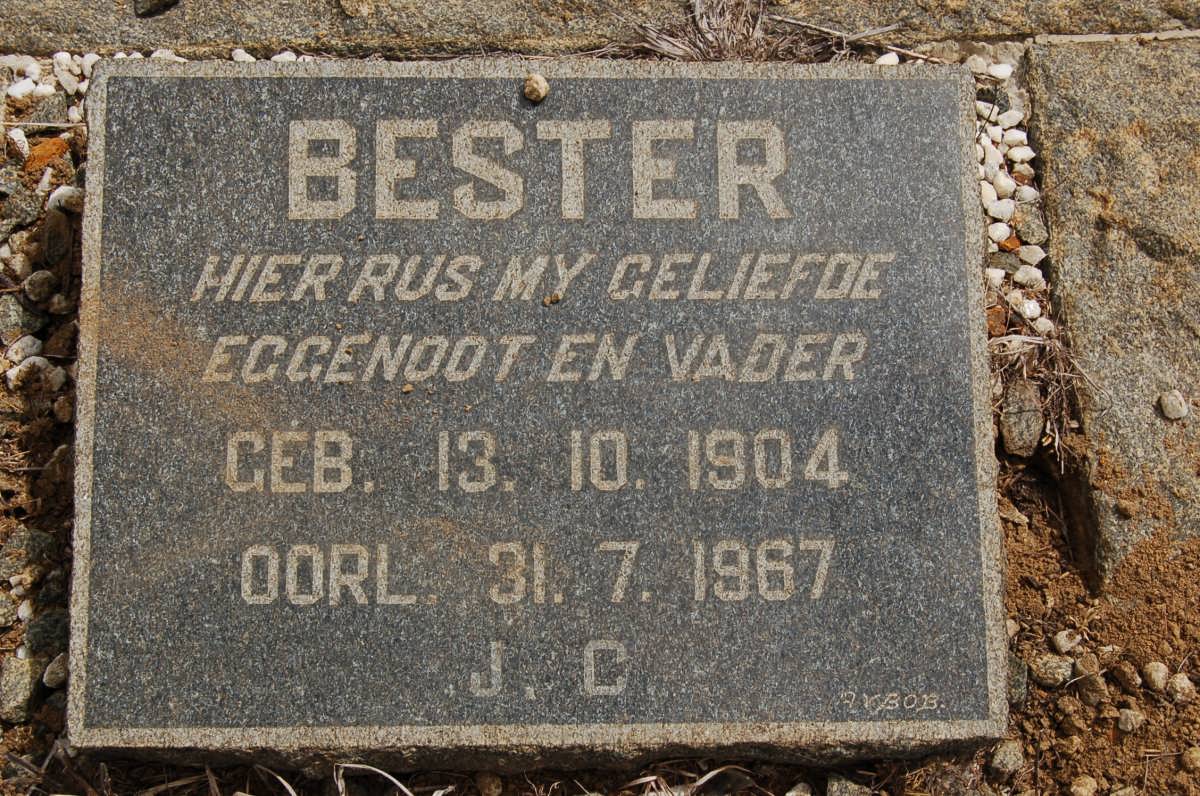 BESTER
HIER RUS MY GELIEFDE
EGGENOOT EN VADER
GEB. 13. 10. 1904
OORL. 31. 7. 1967
J. C